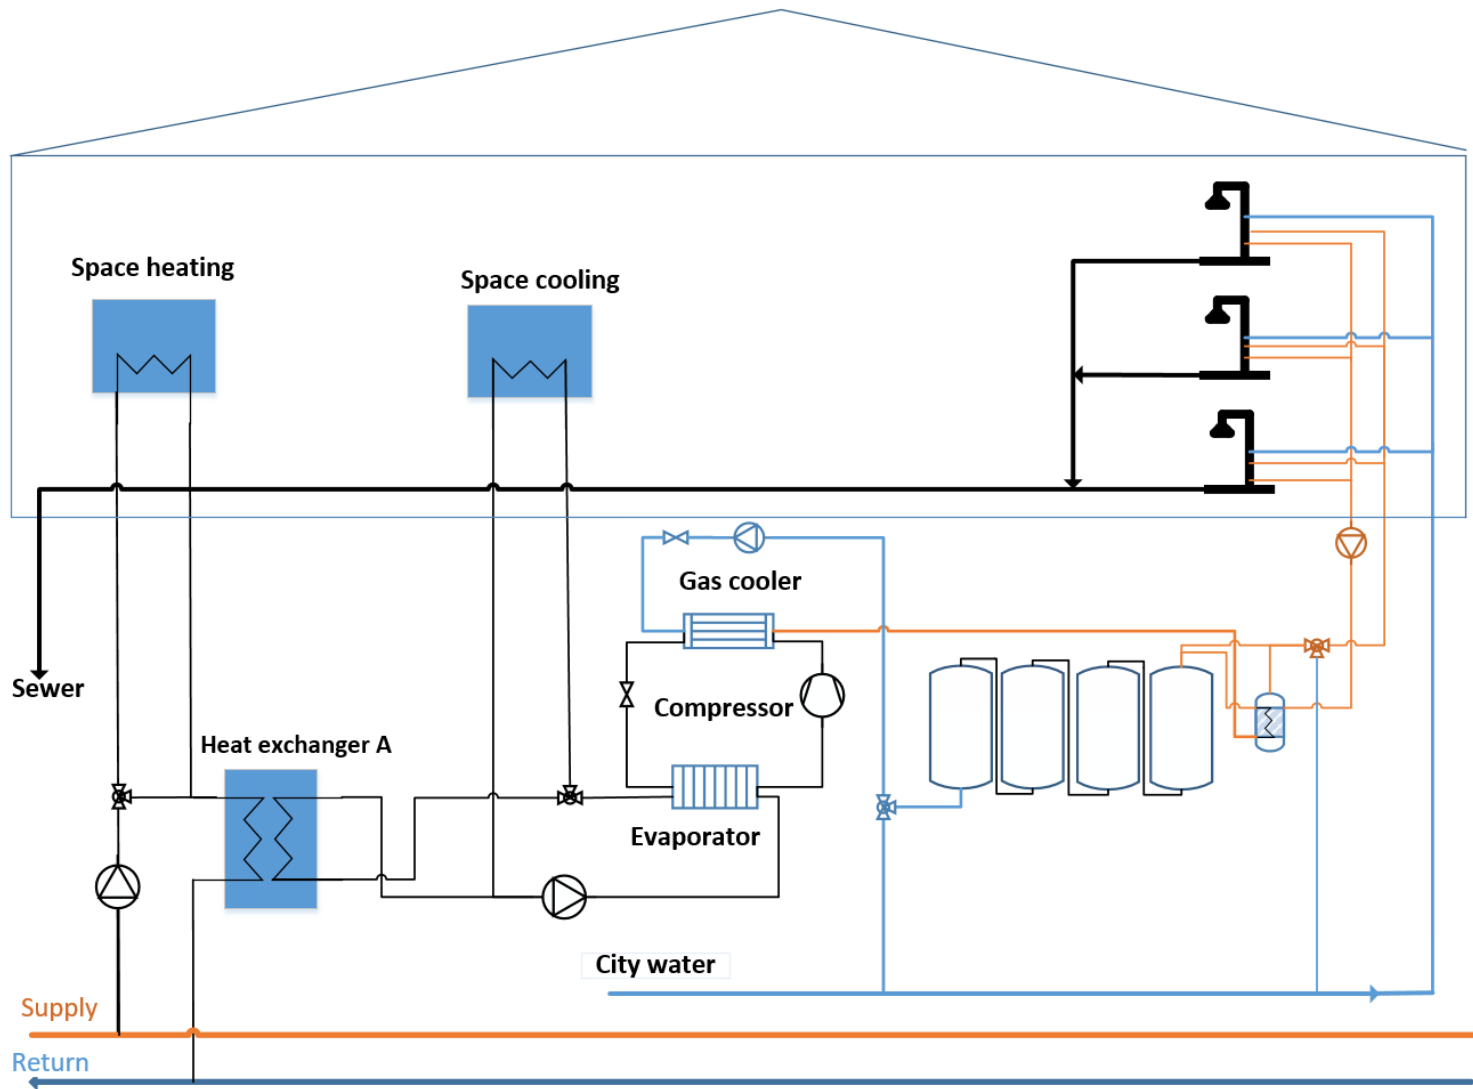 Space heating
Space cooling
Gas cooler
Sewer
Compressor
Heat exchanger A
Evaporator
City water
Supply
Return